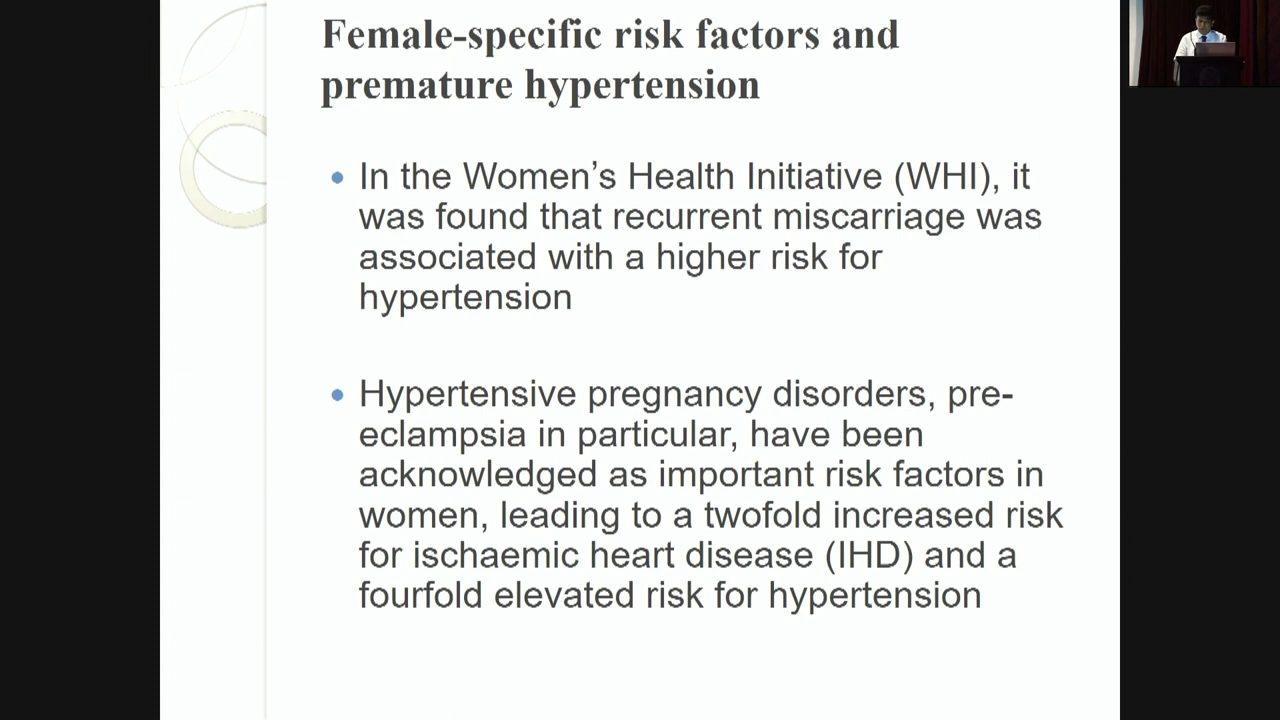 Female-specific risk factors and
premature hypertension
In the Women’s Health Initiative (WHI), it
was found that recurrent miscarriage was
associated with a higher risk for
hypertension
Hypertensive pregnancy disorders, pre-
eclampsia in particular, have been
acknowledged as important risk factors in
women, leading to a twofold increased risk
for ischaemic heart disease (IHD) and a
fourfold elevated risk for hypertension